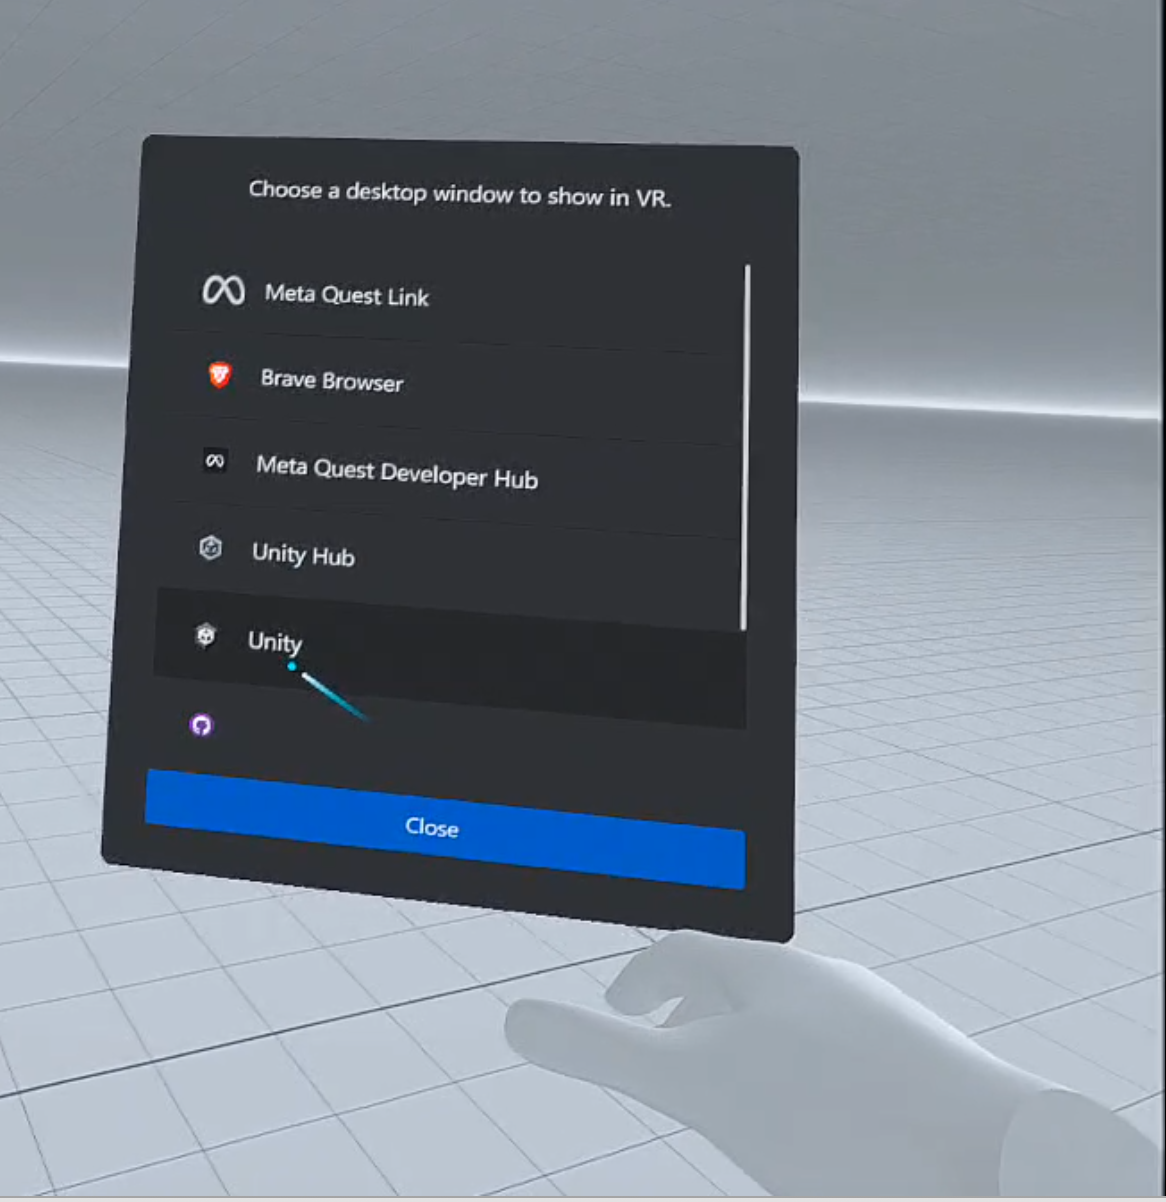 Choose a desktop window to show in VR.
Meta Quest Link
Brave Browser
Meta Quest Developer Hub
Unity Hub
Unity
Close